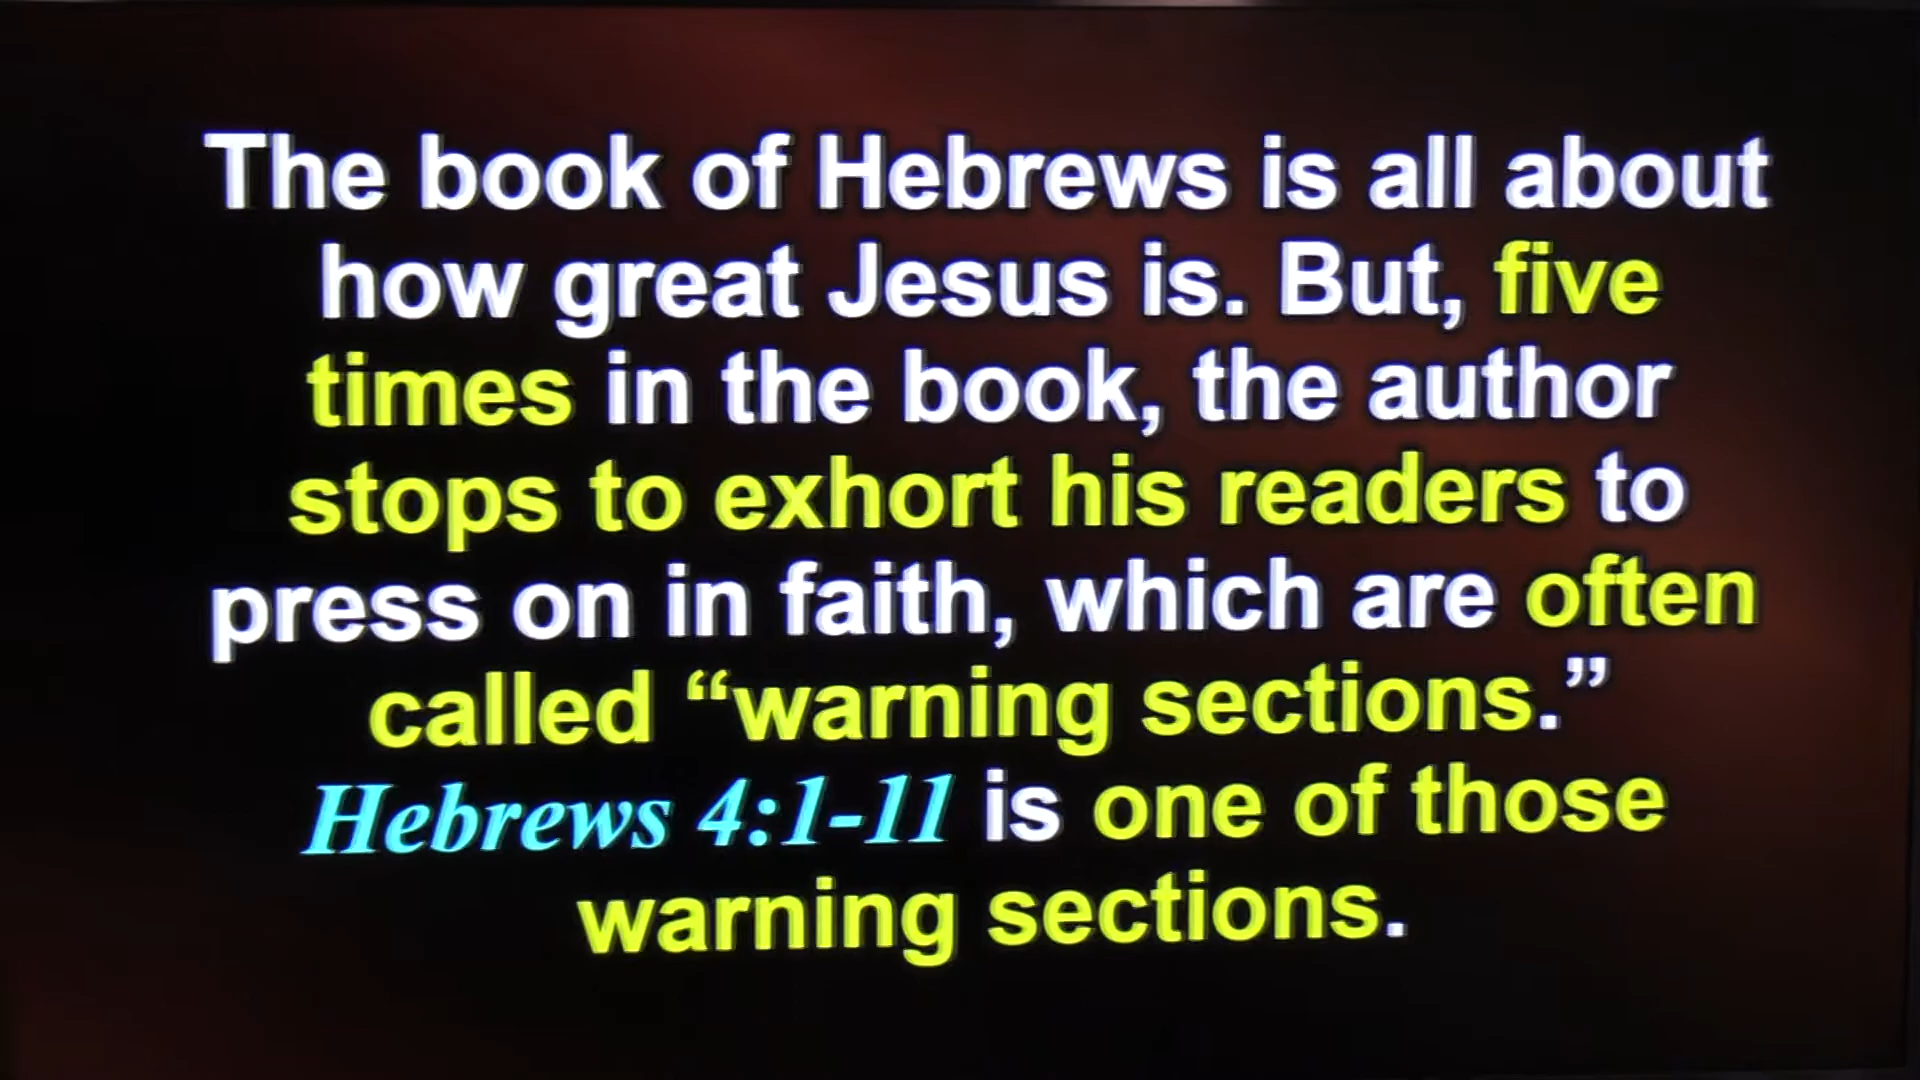 The book of Hebrews is all about
how great Jesus is. But, five
times in the book, the author
stops to exhort his readers to
press on in faith, which are often
called “warning sections.”
Hebrews 4:1-11 is one of those
warning sections.